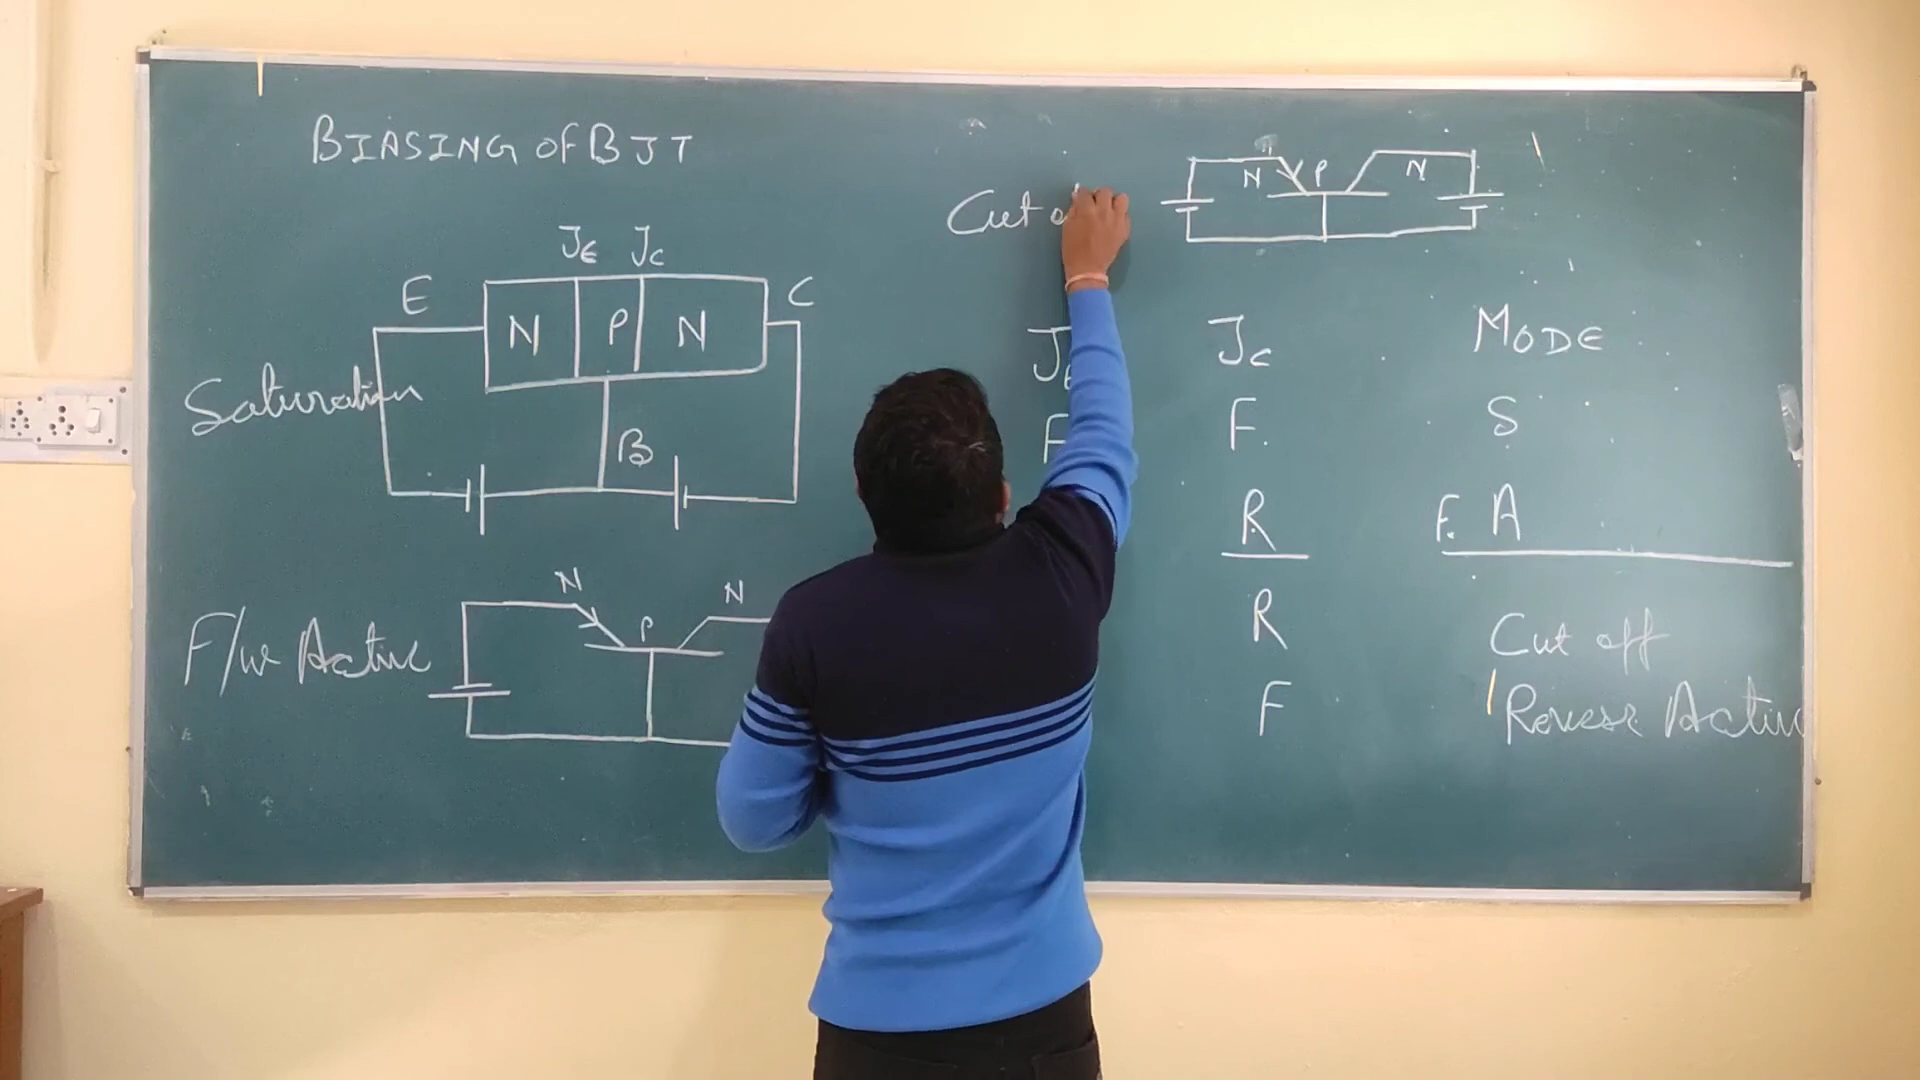 BIASING OF BJT
JE JC
E C
N P N
Saturation
B
F/w Active
N P N
Cut o
N P N
J JC MODE
F F. S
R F. A
R Cut off
F Reverse Active